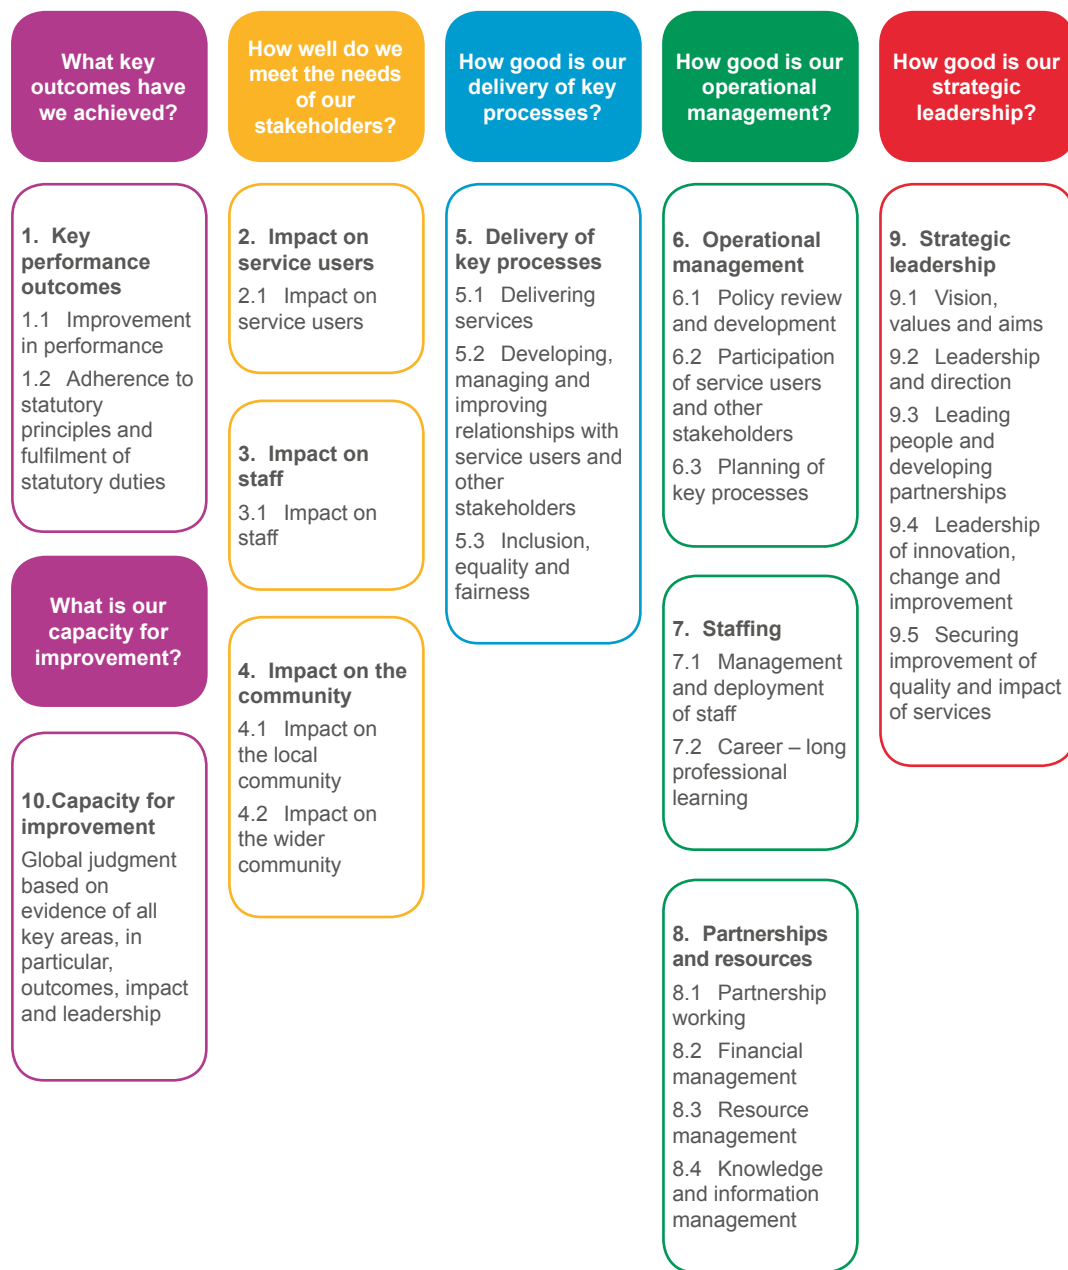 What key
outcomes have
we achieved?
1. Key
performance
outcomes
1.1 Improvement
in performance
1.2 Adherence to
statutory
principles and
fulfilment of
statutory duties
What is our
capacity for
improvement?
10.Capacity for
improvement
Global judgment
based on
evidence of all
key areas, in
particular,
outcomes, impact
and leadership
How well do we
meet the needs
of our
stakeholders?
2. Impact on
service users
2.1 Impact on
service users
3. Impact on
staff
3.1 Impact on
staff
4. Impact on the
community
4.1 Impact on
the local
community
4.2 Impact on
the wider
community
How good is our
delivery of key
processes?
5. Delivery of
key processes
5.1 Delivering
services
5.2 Developing,
managing and
improving
relationships with
service users and
other
stakeholders
5.3 Inclusion,
equality and
fairness
How good is our
operational
management?
6. Operational
management
6.1 Policy review
and development
6.2 Participation
of service users
and other
stakeholders
6.3 Planning of
key processes
7. Staffing
7.1 Management
and deployment
of staff
7.2 Career – long
professional
learning
8. Partnerships
and resources
8.1 Partnership
working
8.2 Financial
management
8.3 Resource
management
8.4 Knowledge
and information
management
How good is our
strategic
leadership?
9. Strategic
leadership
9.1 Vision,
values and aims
9.2 Leadership
and direction
9.3 Leading
people and
developing
partnerships
9.4 Leadership
of innovation,
change and
improvement
9.5 Securing
improvement of
quality and impact
of services